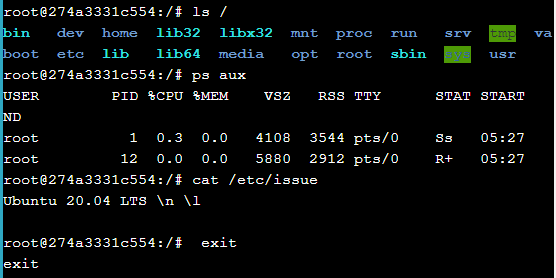 root@274a3331c554:/# ls /
bin dev home lib32 libx32 mnt proc run srv tmp va
boot etc lib lib64 media opt root sbin sys usr
root@274a3331c554:/# ps aux
USER PID %CPU %MEM VSZ RSS TTY STAT START
ND
root 1 0.3 0.0 4108 3544 pts/0 Ss 05:27
root 12 0.0 0.0 5880 2912 pts/0 R+ 05:27
root@274a3331c554:/# cat /etc/issue
Ubuntu 20.04 LTS \n \l
root@274a3331c554:/# exit
exit